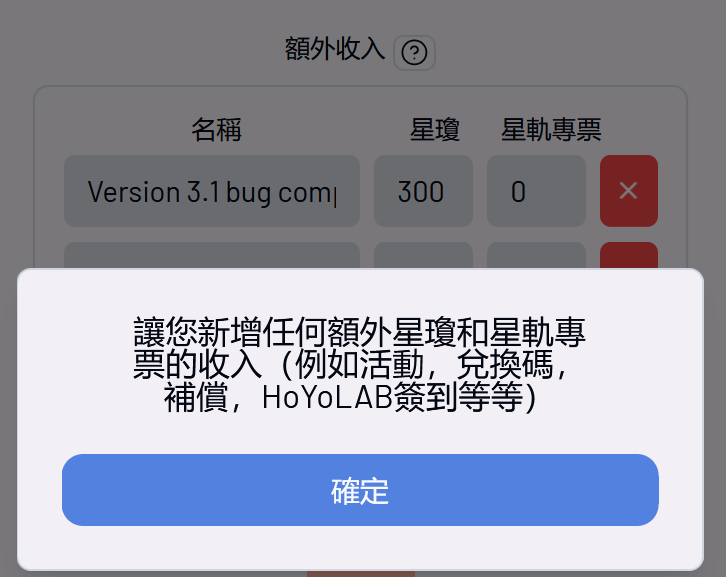 額外收入 ?
名稱 星瓊 星軌專票
Version 3.1 bug comp 300 0 ×
讓您新增任何額外星瓊和星軌專
票的收入（例如活動，兌換碼，
補償，HoYoLAB簽到等等）
確定